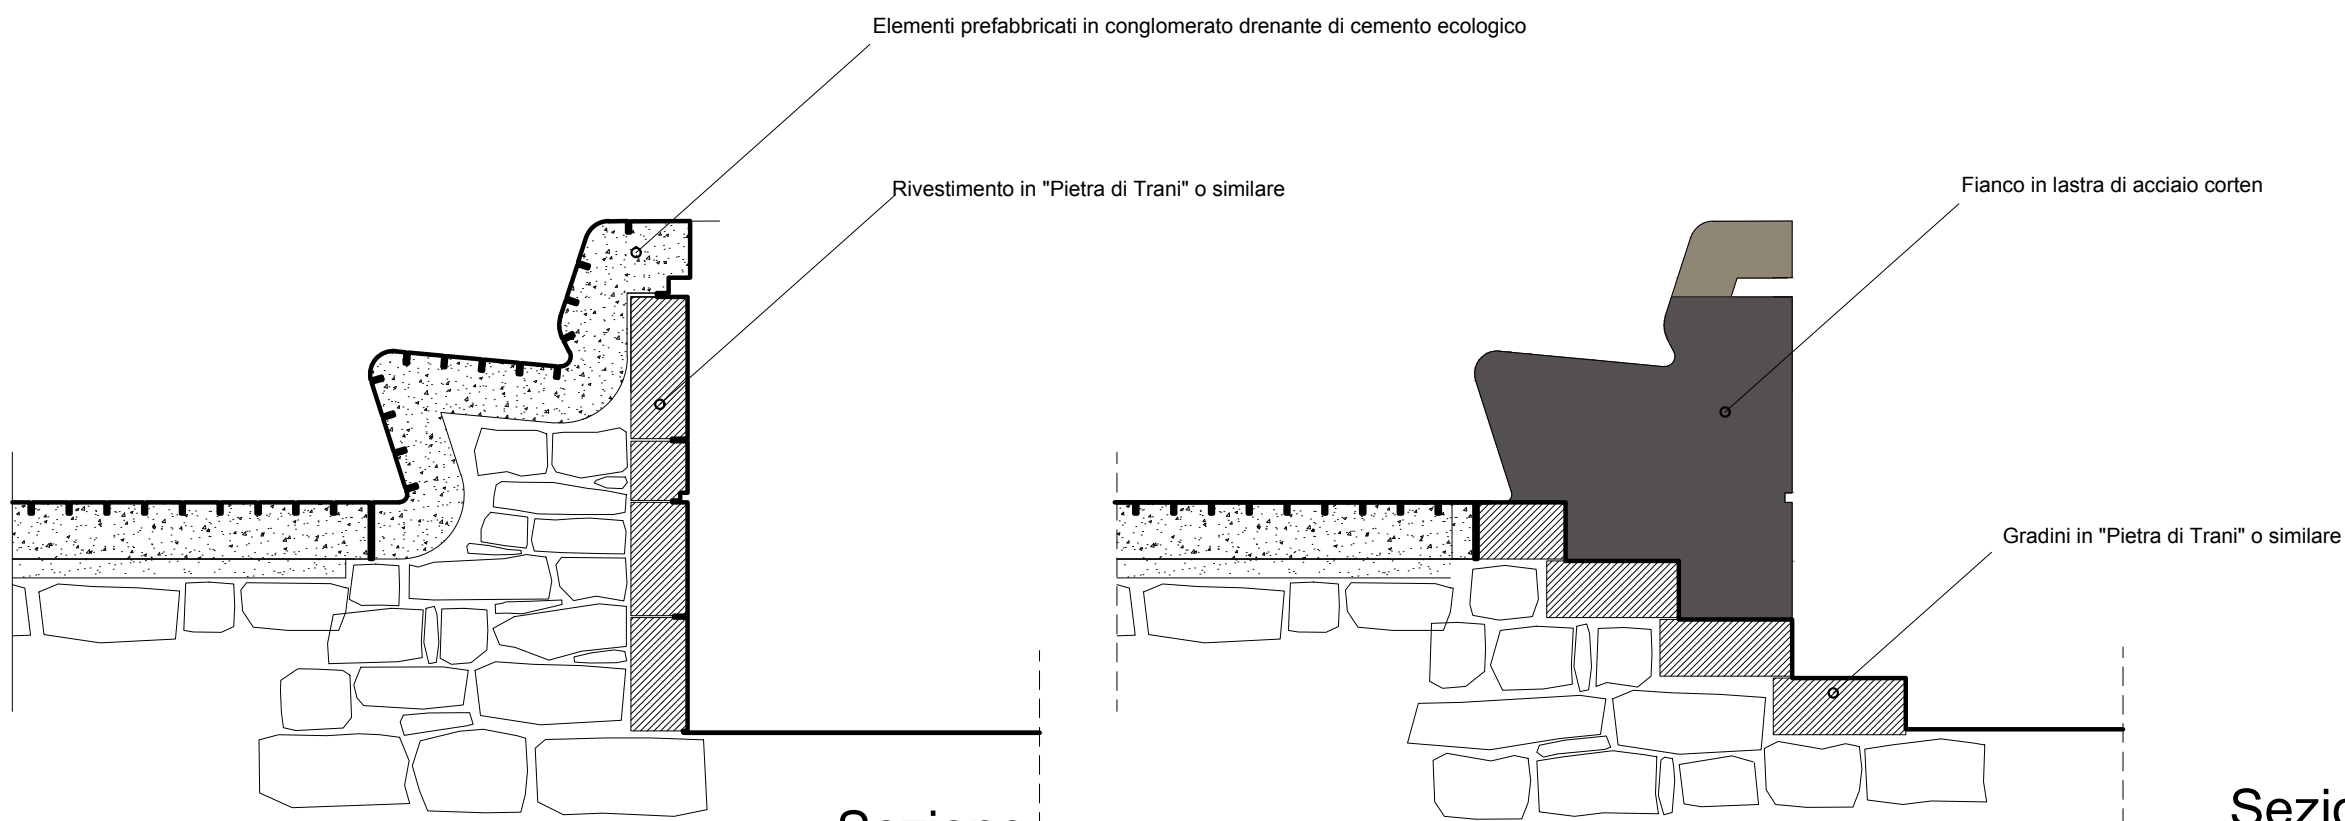 Elementi prefabbricati in conglomerato drenante di cemento ecologico
Rivestimento in "Pietra di Trani" o similare
Fianco in lastra di acciaio corten
Gradini in "Pietra di Trani" o similare
Sezione